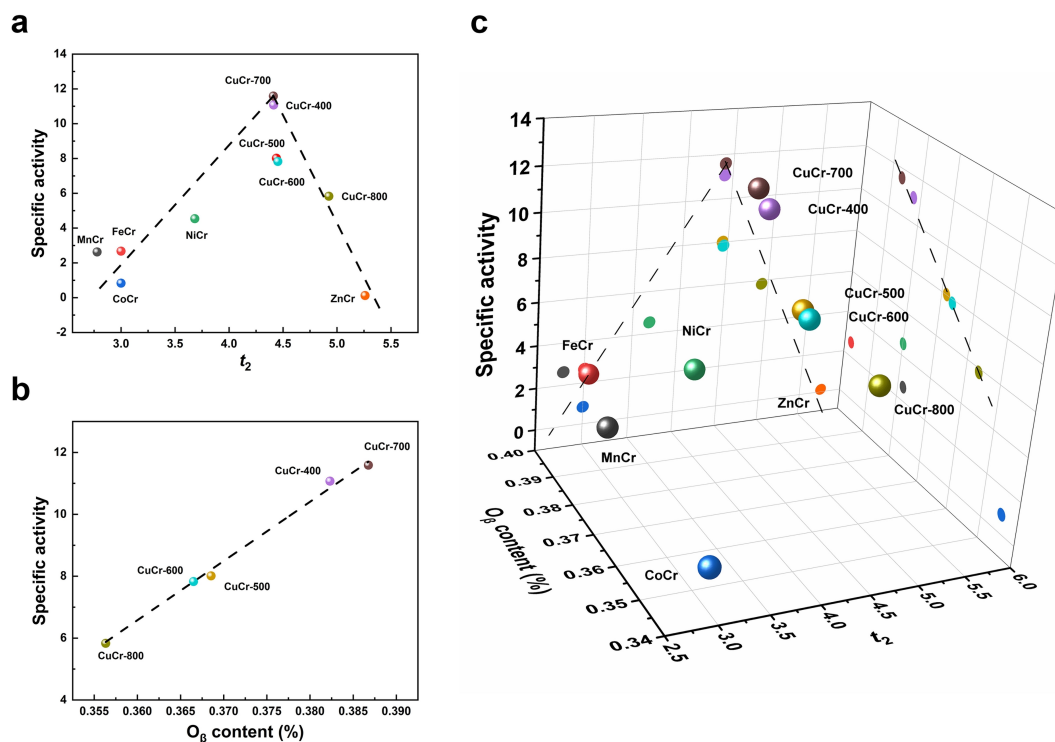 a
14
12
10
8
6
4
2
0
-2
3.0
3.5
4.0
4.5
5.0
5.5
Specific activity
t₂
CuCr-700
CuCr-400
CuCr-500
CuCr-600
CuCr-800
NiCr
MnCr
FeCr
CoCr
ZnCr
b
12
10
8
6
4
0.355
0.360
0.365
0.370
0.375
0.380
0.385
0.390
Specific activity
Oβ content (%)
CuCr-700
CuCr-400
CuCr-600
CuCr-500
CuCr-800
c
14
12
10
8
6
4
2
0
Specific activity
0.40
0.39
0.38
0.37
0.36
0.35
0.34
Oβ content (%)
2.5
3.0
3.5
4.0
4.5
5.0
5.5
6.0
t₂
CuCr-700
CuCr-400
CuCr-500
CuCr-600
CuCr-800
FeCr
NiCr
ZnCr
MnCr
CoCr